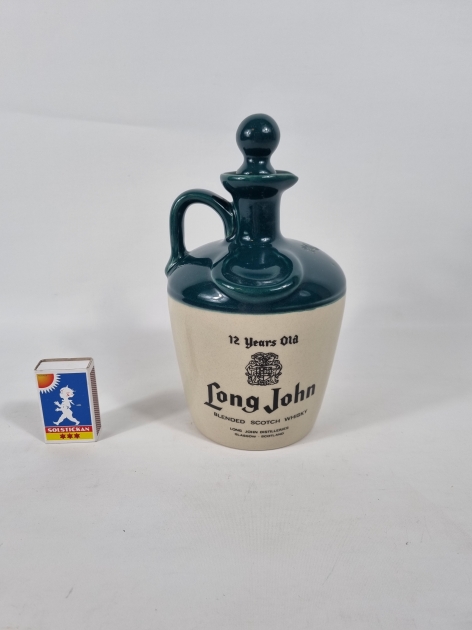 12 Years Old
Long John
BLENDED SCOTCH WHISKY
LONG JOHN DISTILLERIES
GLASGOW - SCOTLAND
SOLSTICKAN